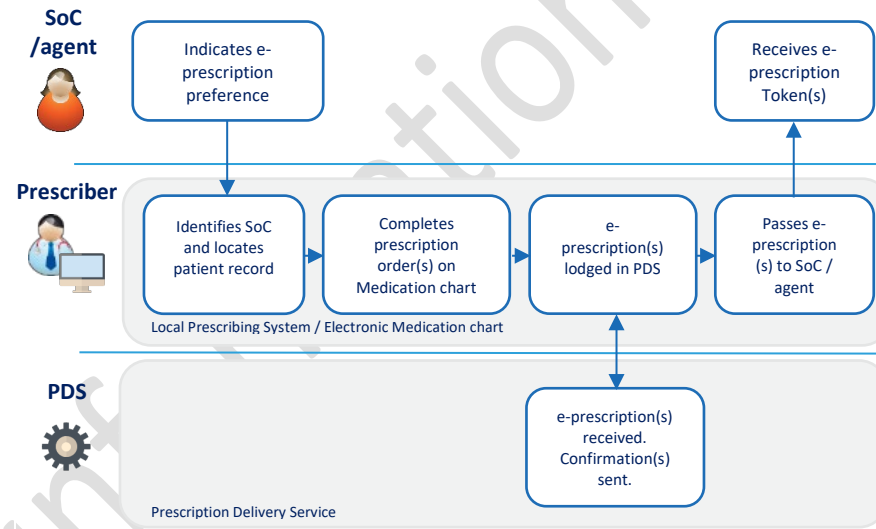 SoC
/agent
Indicates e-
prescription
preference
Receives e-
prescription
Token(s)
Prescriber
Identifies SoC
and locates
patient record
Completes
prescription
order(s) on
Medication chart
e-
prescription(s)
lodged in PDS
Passes e-
prescription
(s) to SoC /
agent
Local Prescribing System / Electronic Medication chart
PDS
e-prescription(s)
received.
Confirmation(s)
sent.
Prescription Delivery Service